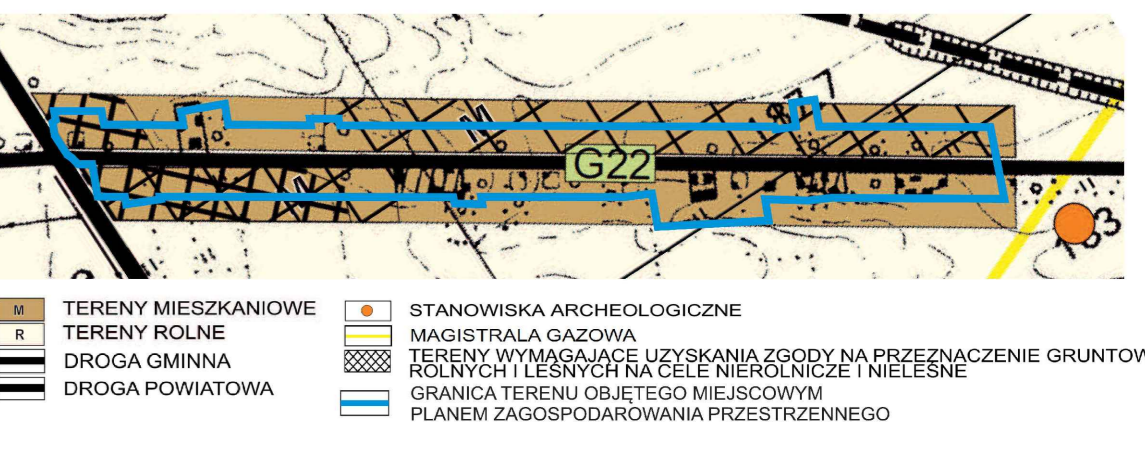 M
G22
M
TERENY MIESZKANIOWE
R
TERENY ROLNE
DROGA GMINNA
DROGA POWIATOWA
STANOWISKA ARCHEOLOGICZNE
MAGISTRALA GAZOWA
TERENY WYMAGAJĄCE UZYSKANIA ZGODY NA PRZEZNACZENIE GRUNTÓW
ROLNYCH I LEŚNYCH NA CELE NIEROLNICZE I NIELEŚNE
GRANICA TERENU OBJĘTEGO MIEJSCOWYM
PLANEM ZAGOSPODAROWANIA PRZESTRZENNEGO